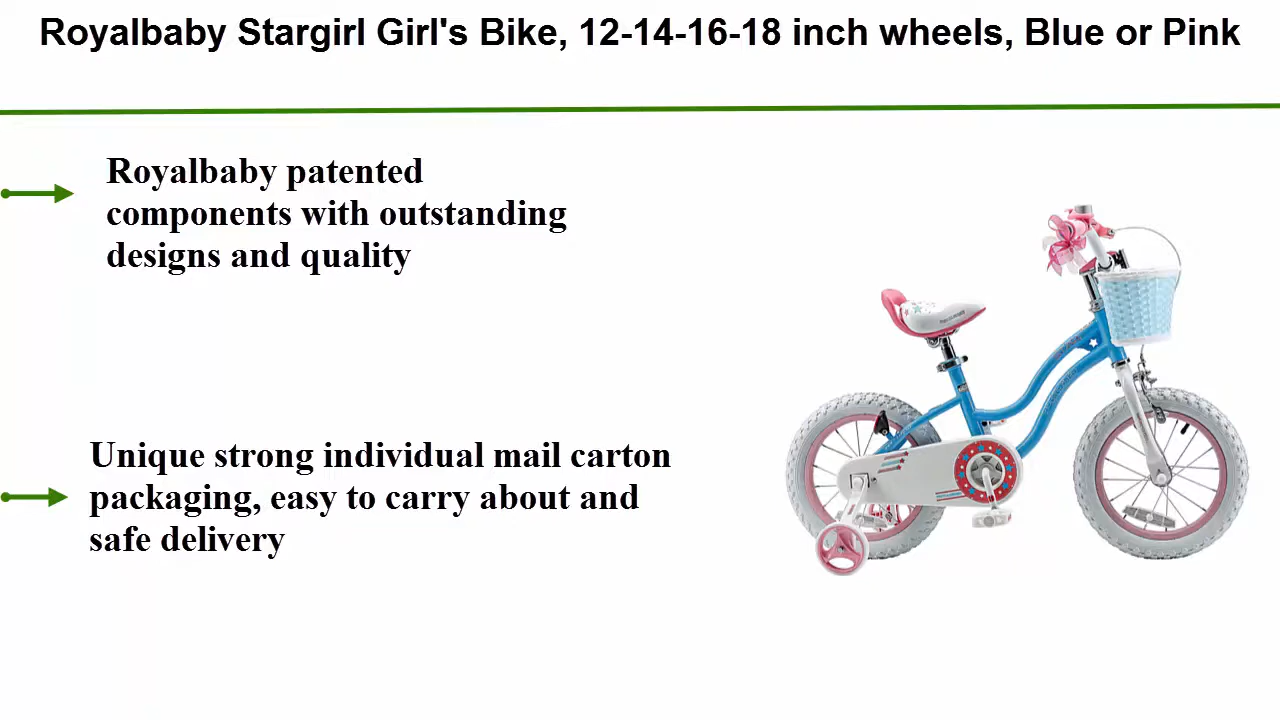 Royalbaby Stargirl Girl's Bike, 12-14-16-18 inch wheels, Blue or Pink
Royalbaby patented
components with outstanding
designs and quality
Unique strong individual mail carton
packaging, easy to carry about and
safe delivery